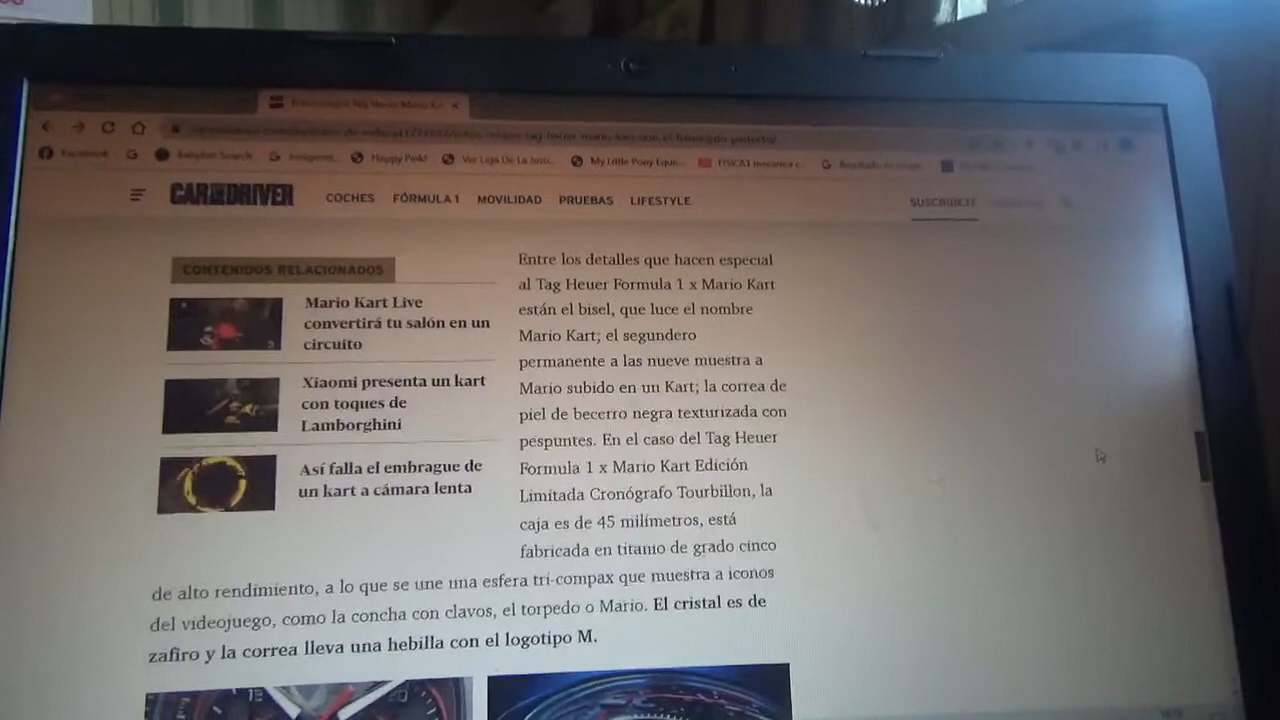 Facebook
Babylon Search
Imágenes
Happy Pink!
Ver Liga De La Justi...
My Little Pony Eque...
FISICA1 mecanica c...
Resultado de
CAR AND DRIVER
COCHES FÓRMULA 1 MOVILIDAD PRUEBAS LIFESTYLE
SUSCRÍBETE
CONTENIDOS RELACIONADOS
Mario Kart Live
convertirá tu salón en un
circuito
Xiaomi presenta un kart
con toques de
Lamborghini
Así falla el embrague de
un kart a cámara lenta
Entre los detalles que hacen especial
al Tag Heuer Formula 1 x Mario Kart
están el bisel, que luce el nombre
Mario Kart; el segundero
permanente a las nueve muestra a
Mario subido en un Kart; la correa de
piel de becerro negra texturizada con
pespuntes. En el caso del Tag Heuer
Formula 1 x Mario Kart Edición
Limitada Cronógrafo Tourbillon, la
caja es de 45 milímetros, está
fabricada en titanio de grado cinco
de alto rendimiento, a lo que se une una esfera tri-compax que muestra a iconos
del videojuego, como la concha con clavos, el torpedo o Mario. El cristal es de
zafiro y la correa lleva una hebilla con el logotipo M.